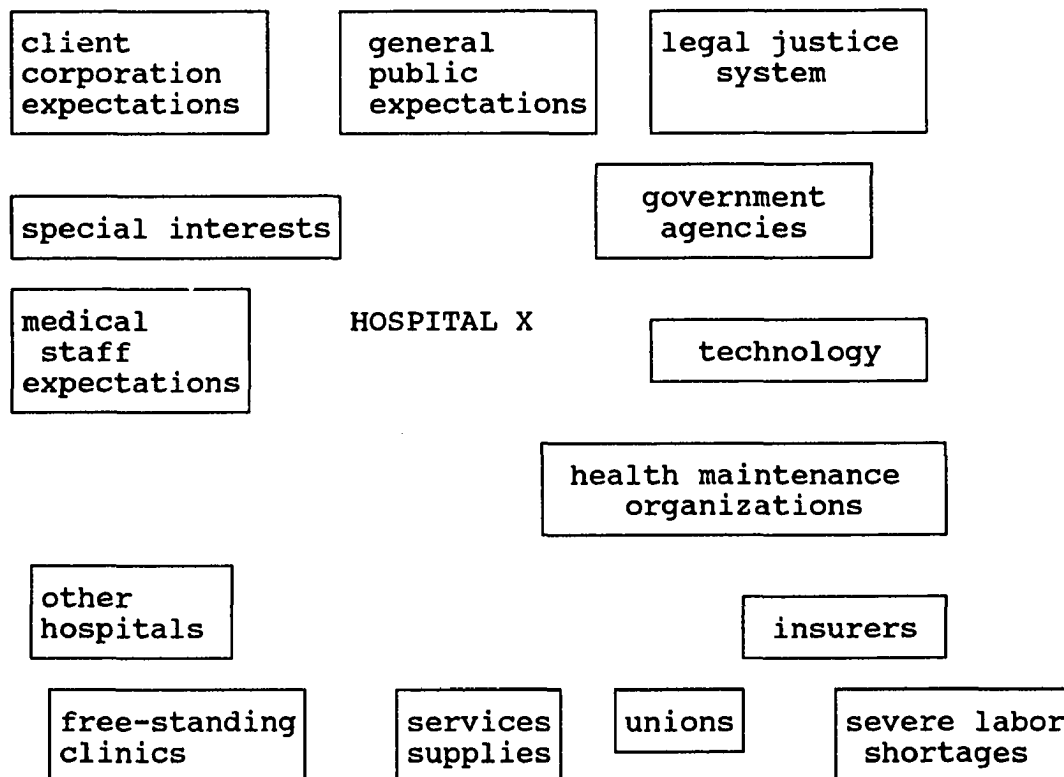 client
corporation
expectations
general
public
expectations
legal justice
system
special interests
government
agencies
medical
staff
expectations
HOSPITAL X
technology
health maintenance
organizations
other
hospitals
insurers
free-standing
clinics
services
supplies
unions
severe labor
shortages